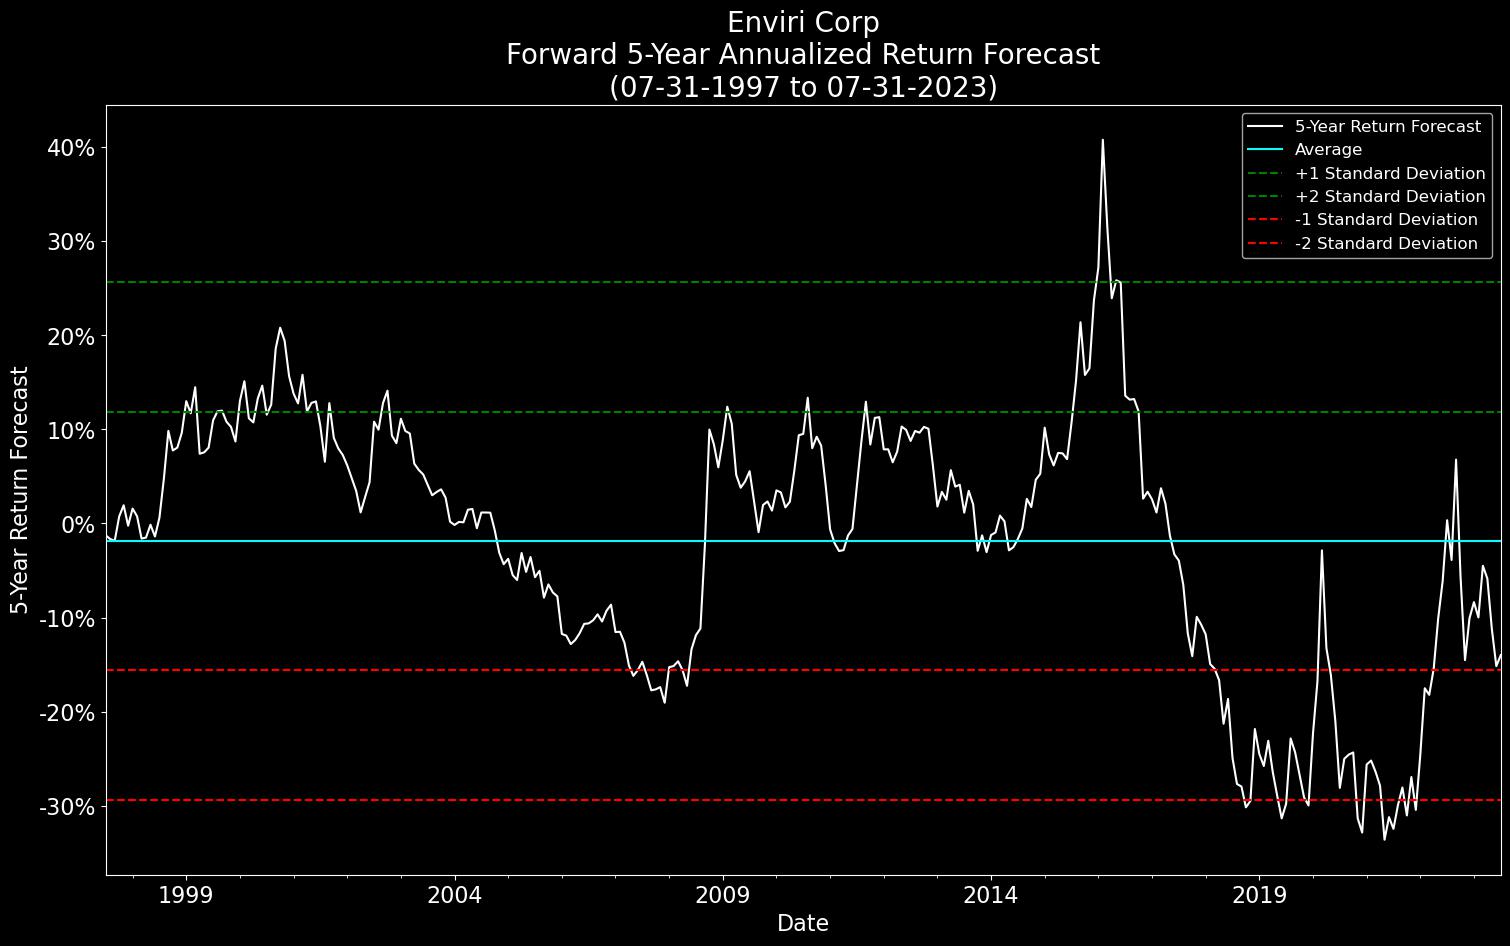 Enviri Corp
Forward 5-Year Annualized Return Forecast
(07-31-1997 to 07-31-2023)
5-Year Return Forecast
Average
+1 Standard Deviation
+2 Standard Deviation
-1 Standard Deviation
-2 Standard Deviation
40%
30%
20%
10%
0%
-10%
-20%
-30%
5-Year Return Forecast
1999 2004 2009 2014 2019
Date